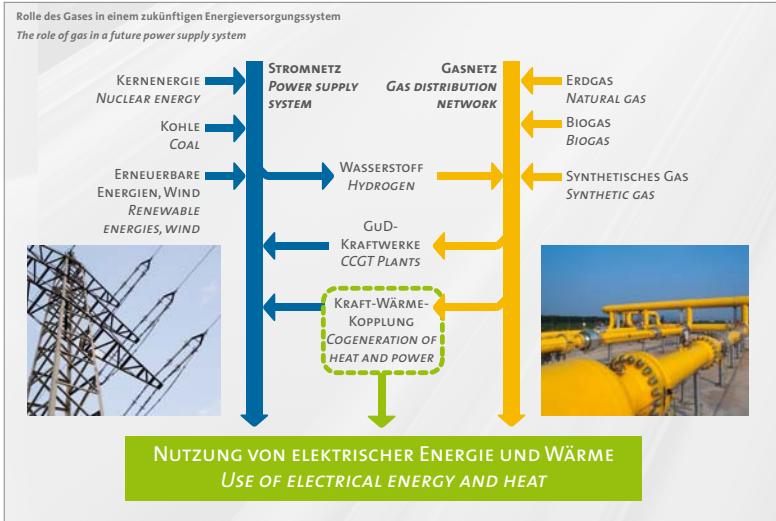 Rolle des Gases in einem zukünftigen Energieversorgungssystem
The role of gas in a future power supply system
Kernenergie
Nuclear energy
Kohle
Coal
Erneuerbare
Energien, Wind
Renewable
energies, wind
Stromnetz
Power supply
system
Gasnetz
Gas distribution
network
Wasserstoff
Hydrogen
GuD-
Kraftwerke
CCGT Plants
Kraft-Wärme-
Kopplung
Cogeneration of
heat and power
Erdgas
Natural gas
Biogas
Biogas
Synthetisches Gas
Synthetic gas
Nutzung von elektrischer Energie und Wärme
Use of electrical energy and heat